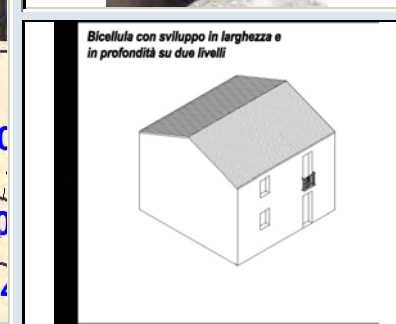 Bicellula con sviluppo in larghezza e
in profondità su due livelli